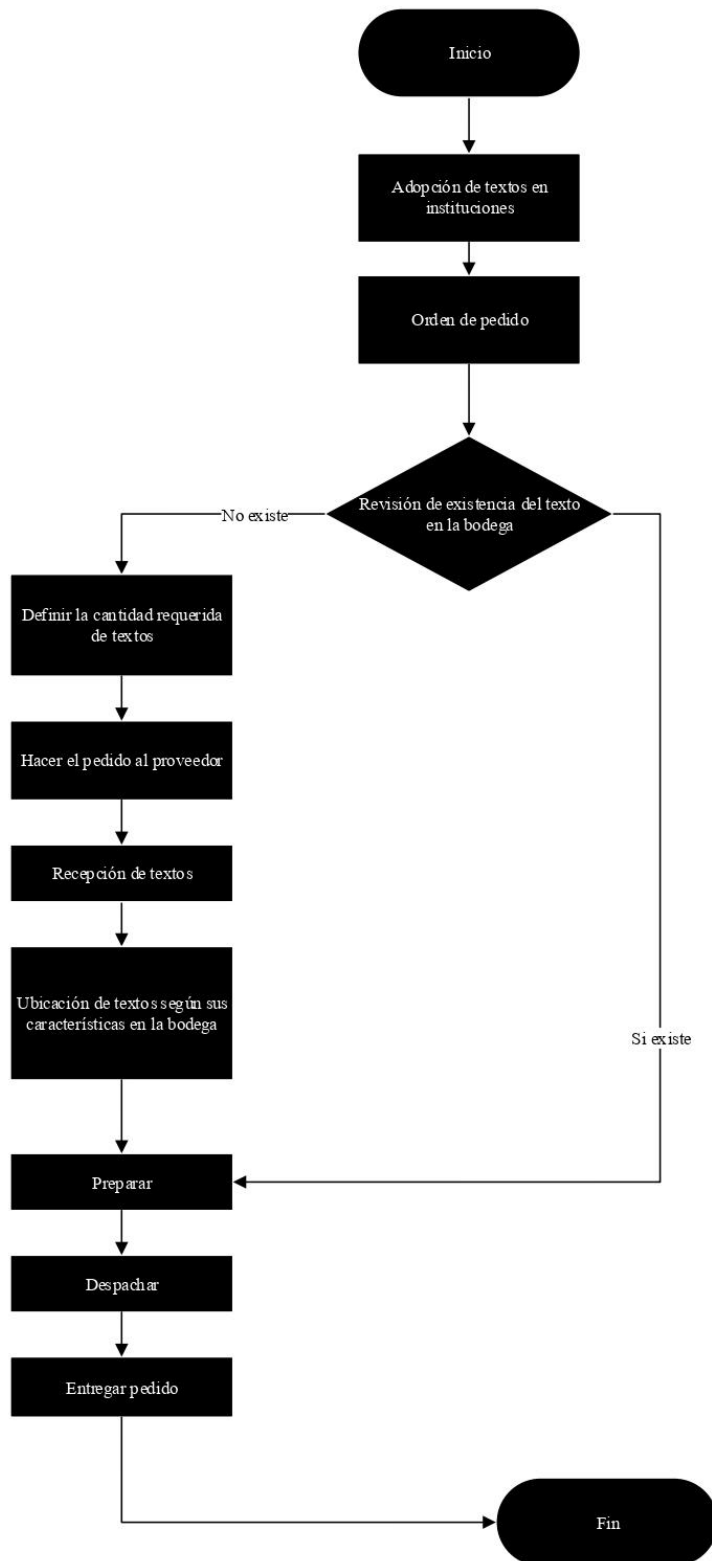 Inicio
Adopción de textos en
instituciones
Orden de pedido
Revisión de existencia del texto
en la bodega
No existe
Definir la cantidad requerida
de textos
Hacer el pedido al proveedor
Recepción de textos
Ubicación de textos según sus
características en la bodega
Si existe
Preparar
Despachar
Entregar pedido
Fin